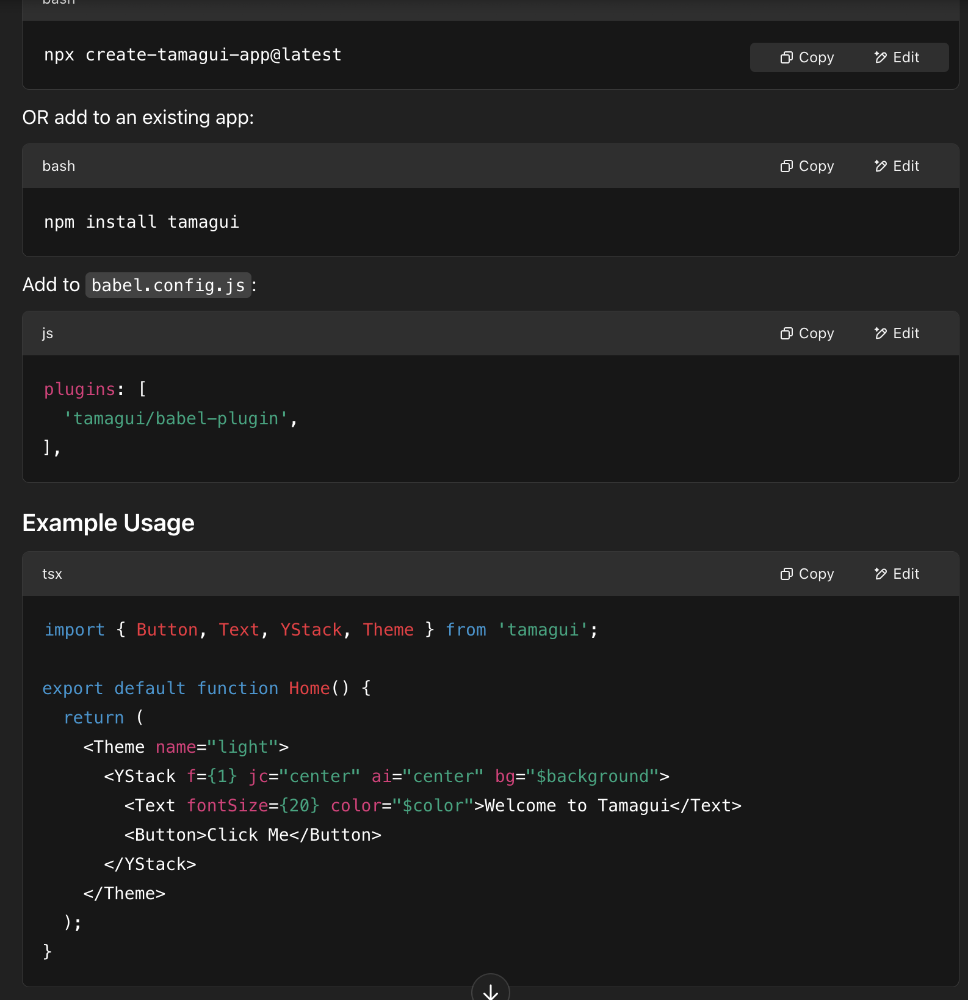 bash
npx create-tamagui-app@latest
Copy Edit
OR add to an existing app:
bash Copy Edit
npm install tamagui
Add to babel.config.js:
js Copy Edit
plugins: [
  'tamagui/babel-plugin',
],
Example Usage
tsx Copy Edit
import { Button, Text, YStack, Theme } from 'tamagui';
export default function Home() {
  return (
    <Theme name="light">
      <YStack f={1} jc="center" ai="center" bg="$background">
        <Text fontSize={20} color="$color">Welcome to Tamagui</Text>
        <Button>Click Me</Button>
      </YStack>
    </Theme>
  );
}